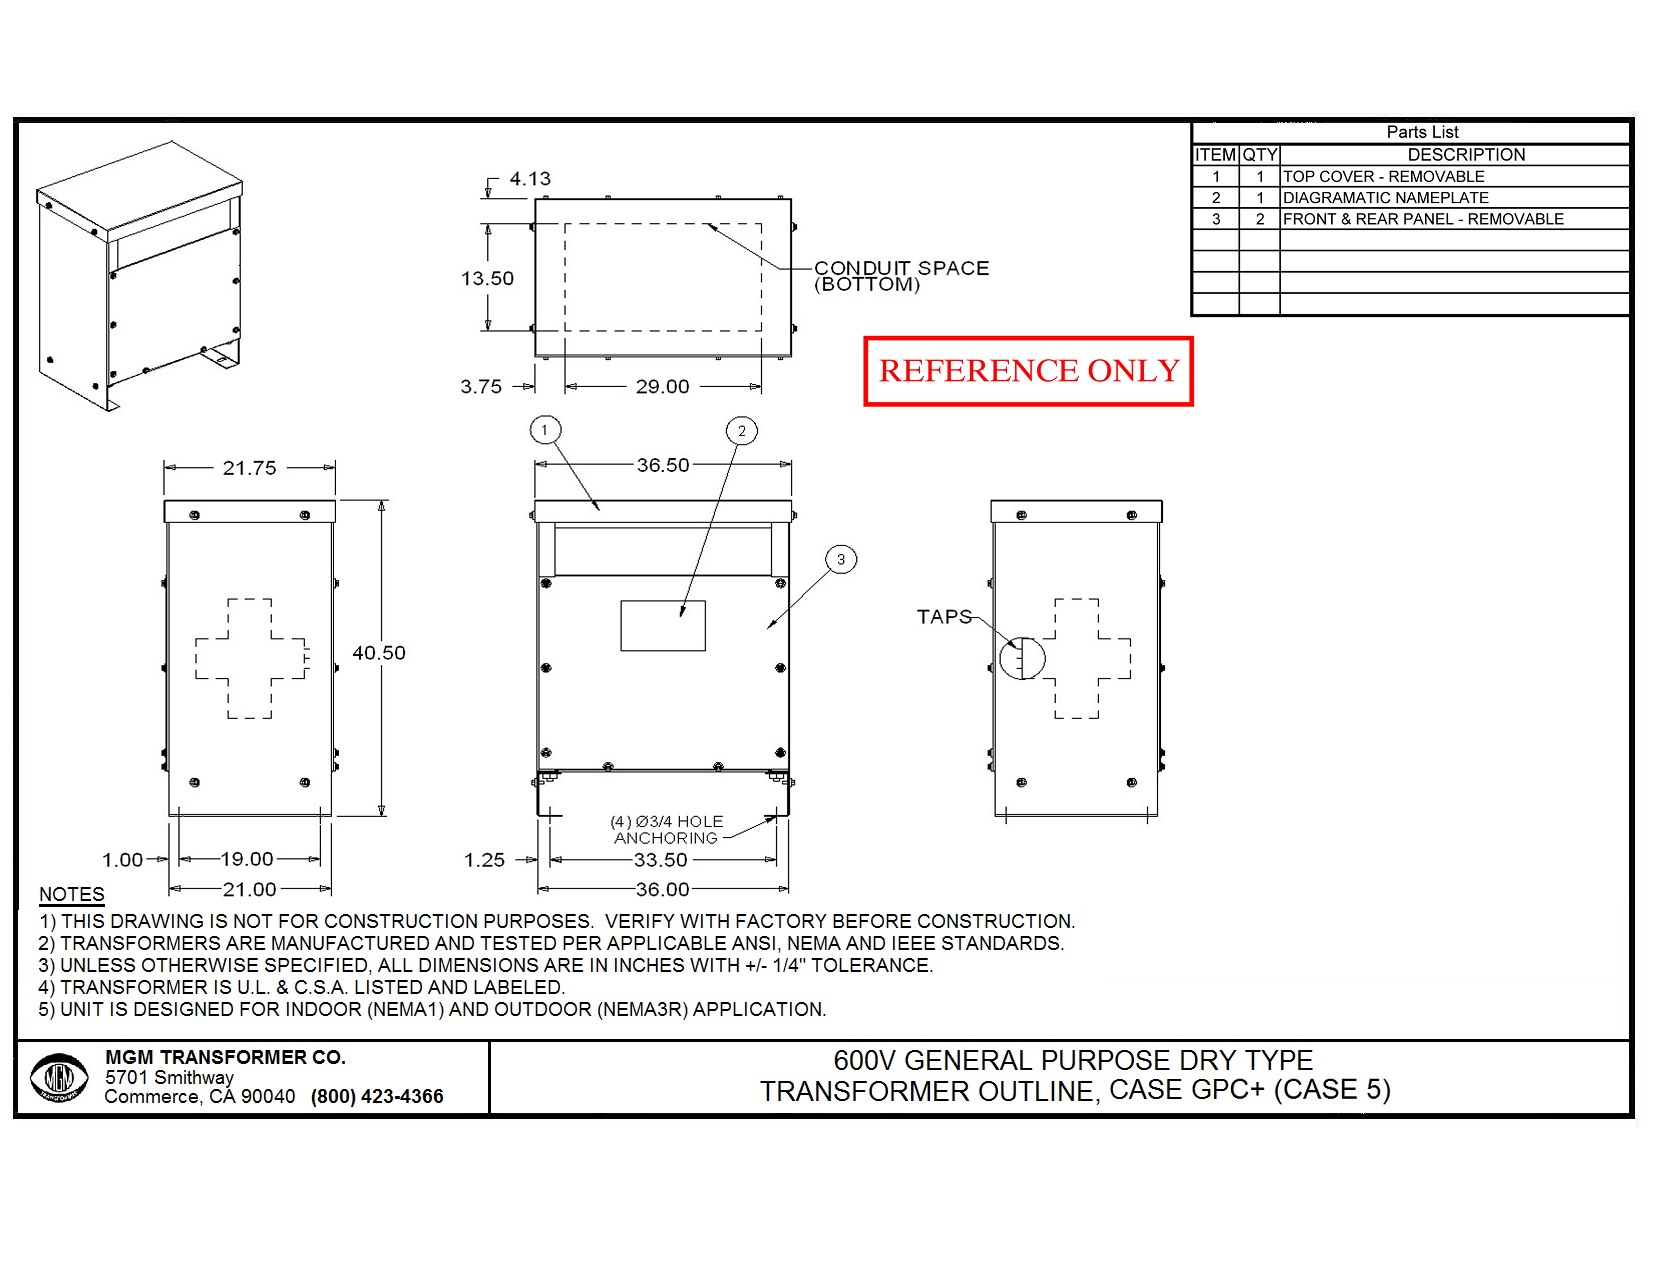 Parts List
ITEM QTY DESCRIPTION
1 1 TOP COVER - REMOVABLE
2 1 DIAGRAMATIC NAMEPLATE
3 2 FRONT & REAR PANEL - REMOVABLE
4.13
13.50
CONDUIT SPACE
(BOTTOM)
3.75
29.00
REFERENCE ONLY
1
2
3
21.75
36.50
40.50
TAPS
(4) Ø3/4 HOLE
ANCHORING
1.00
19.00
21.00
1.25
33.50
36.00
NOTES
1) THIS DRAWING IS NOT FOR CONSTRUCTION PURPOSES. VERIFY WITH FACTORY BEFORE CONSTRUCTION.
2) TRANSFORMERS ARE MANUFACTURED AND TESTED PER APPLICABLE ANSI, NEMA AND IEEE STANDARDS.
3) UNLESS OTHERWISE SPECIFIED, ALL DIMENSIONS ARE IN INCHES WITH +/- 1/4" TOLERANCE.
4) TRANSFORMER IS U.L. & C.S.A. LISTED AND LABELED.
5) UNIT IS DESIGNED FOR INDOOR (NEMA1) AND OUTDOOR (NEMA3R) APPLICATION.
MGM
TRANSFORMER
MGM TRANSFORMER CO.
5701 Smithway
Commerce, CA 90040 (800) 423-4366
600V GENERAL PURPOSE DRY TYPE
TRANSFORMER OUTLINE, CASE GPC+ (CASE 5)